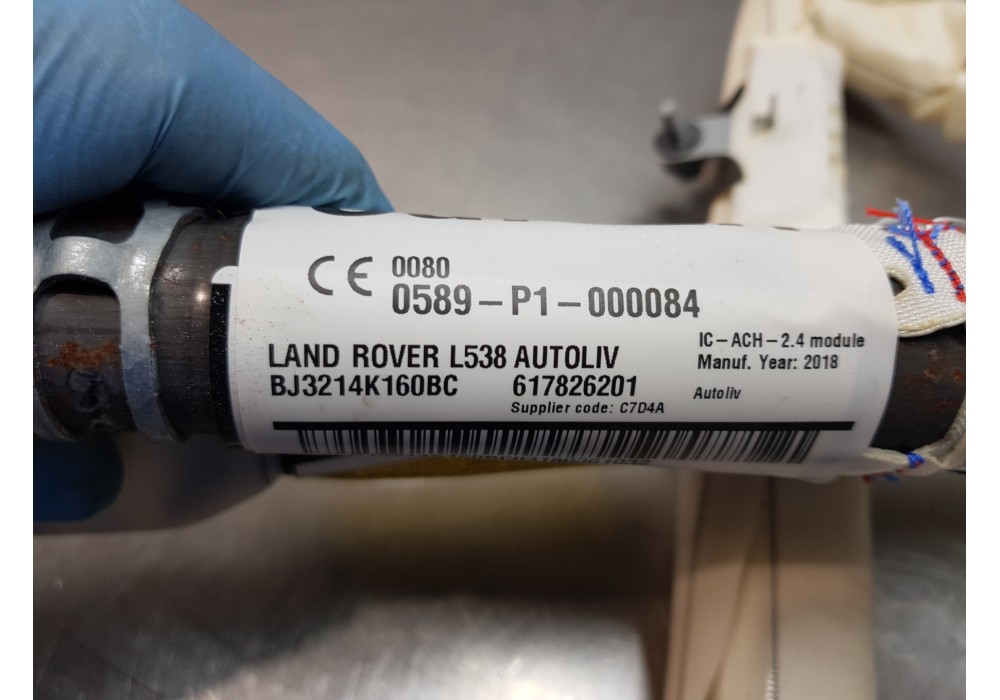 CE 0080
0589-P1-000084
IC-ACH-2.4 module
LAND ROVER L538 AUTOLIV
Manuf. Year: 2018
BJ3214K160BC 617826201
Autoliv
Supplier code: C7D4A